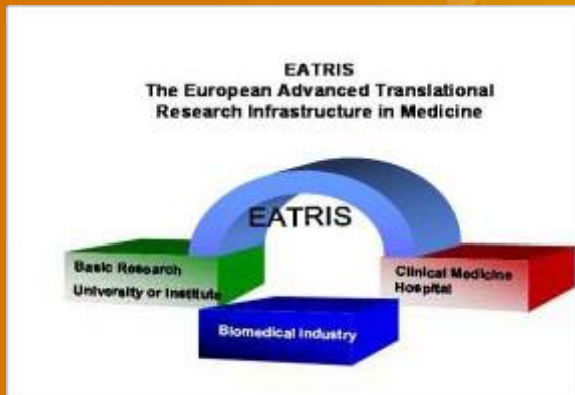 EATRIS
The European Advanced Translational
Research Infrastructure in Medicine
EATRIS
Basic Research
University or Institute
Clinical Medicine
Hospital
Biomedical Industry